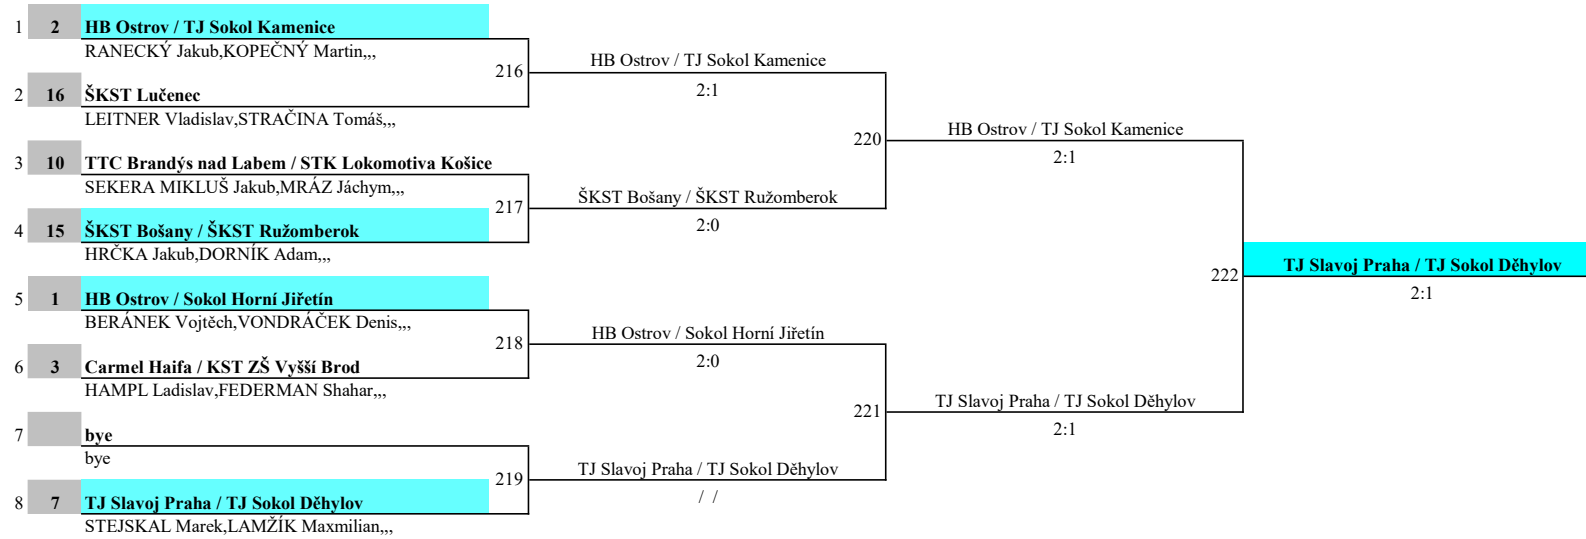 1 2 HB Ostrov / TJ Sokol Kamenice
RANECKÝ Jakub,KOPEČNÝ Martin,,,
216
HB Ostrov / TJ Sokol Kamenice
2:1
2 16 ŠKST Lučenec
LEITNER Vladislav,STRAČINA Tomáš,,,
220
HB Ostrov / TJ Sokol Kamenice
2:1
3 10 TTC Brandýs nad Labem / STK Lokomotiva Košice
SEKERA MIKLUŠ Jakub,MRÁZ Jáchym,,,
217
ŠKST Bošany / ŠKST Ružomberok
2:0
4 15 ŠKST Bošany / ŠKST Ružomberok
HRČKA Jakub,DORNÍK Adam,,,
222
TJ Slavoj Praha / TJ Sokol Děhylov
2:1
5 1 HB Ostrov / Sokol Horní Jiřetín
BERÁNEK Vojtěch,VONDRÁČEK Denis,,,
218
HB Ostrov / Sokol Horní Jiřetín
2:0
6 3 Carmel Haifa / KST ZŠ Vyšší Brod
HAMPL Ladislav,FEDERMAN Shahar,,,
221
TJ Slavoj Praha / TJ Sokol Děhylov
2:1
7 bye
bye
219
TJ Slavoj Praha / TJ Sokol Děhylov
/ /
8 7 TJ Slavoj Praha / TJ Sokol Děhylov
STEJSKAL Marek,LAMŽÍK Maxmilian,,,